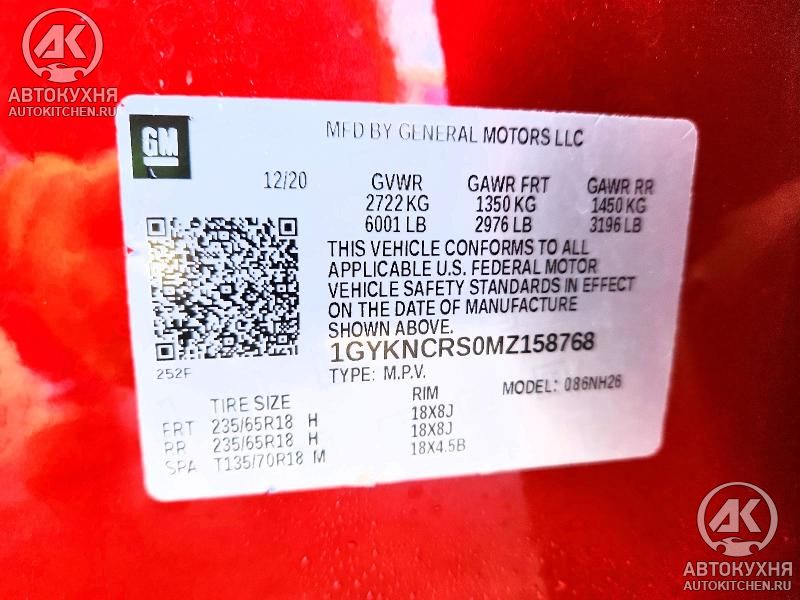 AK
АВТОКУХНЯ
AUTOKITCHEN.RU
GM
MFD BY GENERAL MOTORS LLC
12/20 GVWR GAWR FRT GAWR RR
2722 KG 1350 KG 1450 KG
6001 LB 2976 LB 3196 LB
THIS VEHICLE CONFORMS TO ALL
APPLICABLE U.S. FEDERAL MOTOR
VEHICLE SAFETY STANDARDS IN EFFECT
ON THE DATE OF MANUFACTURE
SHOWN ABOVE.
1GYKNCRS0MZ158768
252F
TYPE: M.P.V.
MODEL: 086NH26
TIRE SIZE RIM
FRT 235/65R18 H 18X8J
RR 235/65R18 H 18X8J
SPA T135/70R18 M 18X4.5B
AK
АВТОКУХНЯ
AUTOKITCHEN.RU